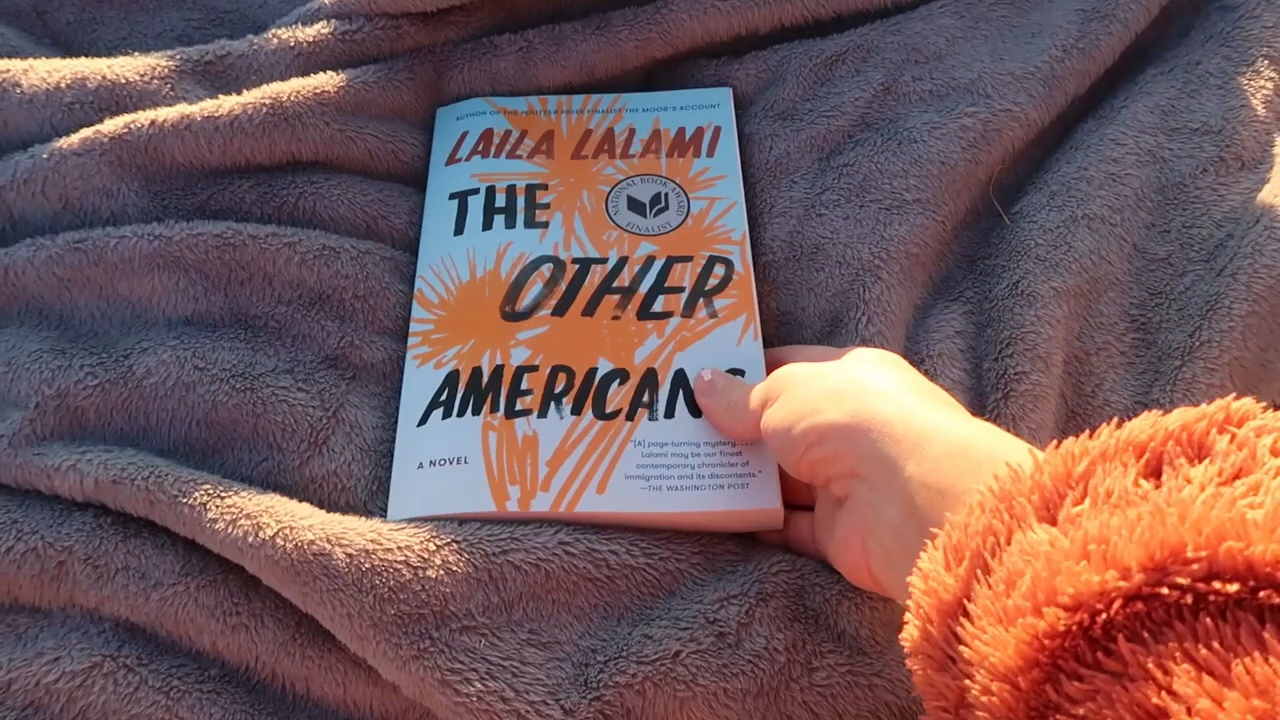 AUTHOR OF THE PULITZER PRIZE FINALIST THE MOOR'S ACCOUNT
LAILA LALAMI
THE
NATIONAL BOOK AWARD
FINALIST
OTHER
AMERICANS
A NOVEL
"[A] page-turning mystery. . . .
Lalami may be our finest
contemporary chronicler of
immigration and its discontents."
—THE WASHINGTON POST